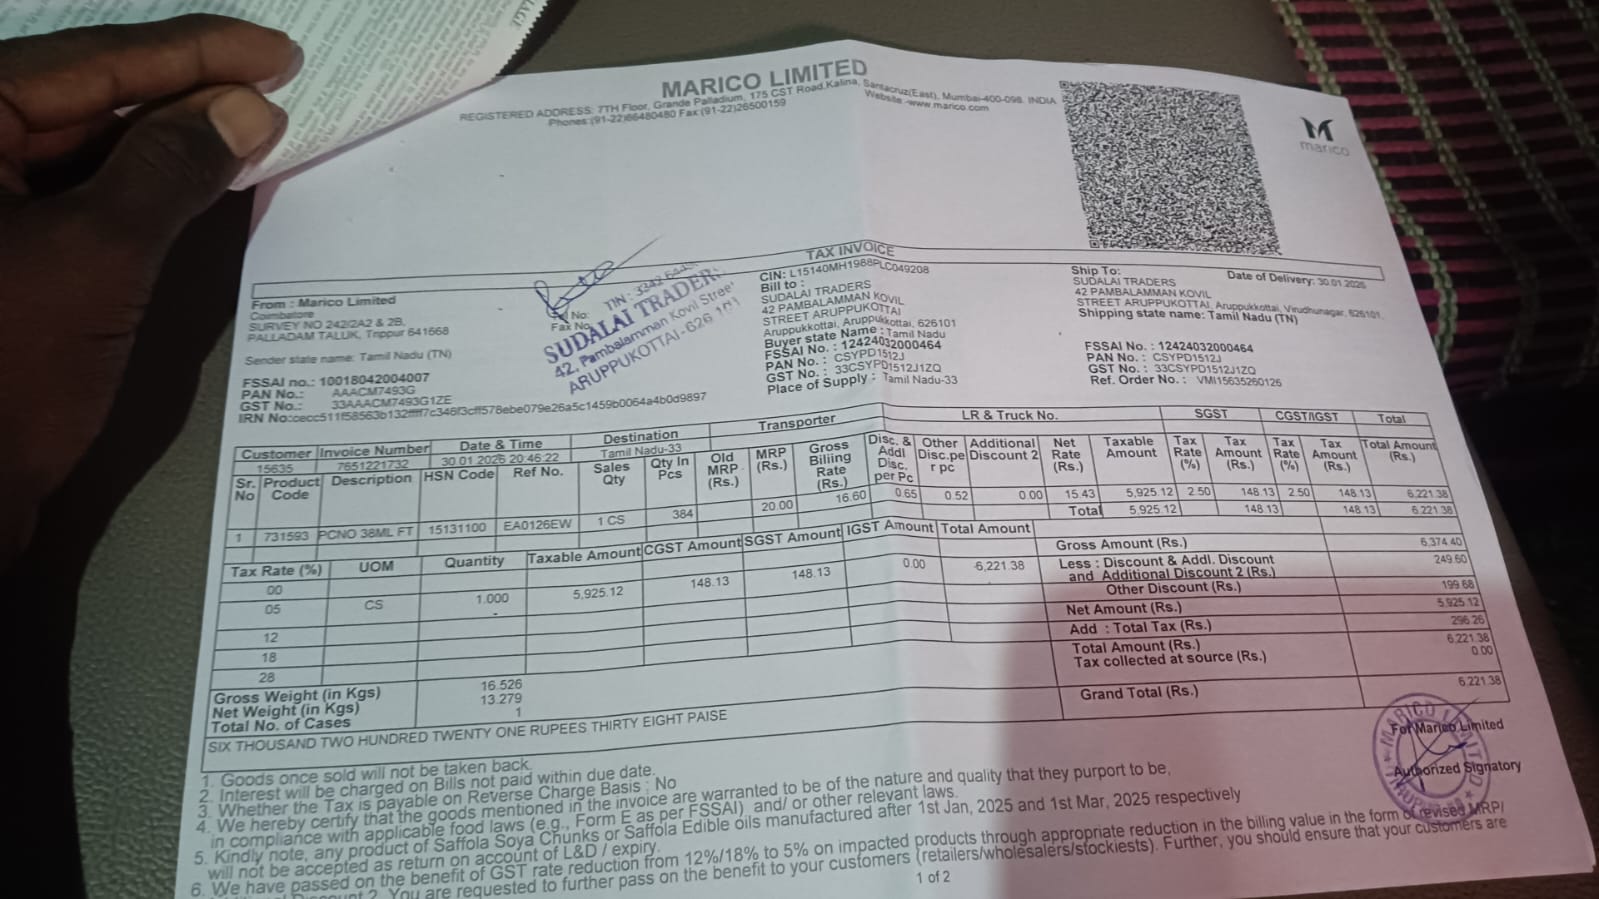 MARICO LIMITED
REGISTERED ADDRESS: 7TH Floor, Grande Palladium, 175 CST Road,Kalina, Santacruz(East), Mumbai-400-098. INDIA
Phones:(91-22)66480480 Fax:(91-22)26500159 Website:-www.marico.com
marico
TAX INVOICE
From : Marico Limited
Coimbatore
SURVEY NO 242/2A2 & 2B,
PALLADAM TALUK, Trippur 641668
Sender state name: Tamil Nadu (TN)
FSSAI no.: 10018042004007
PAN No.: AAACM7493G
GST No.: 33AAACM7493G1ZE
No:
Fax No
SUDALAI TRADER
42, Pambalamman Kovil Street
ARUPPUKOTTAI - 626 101
CIN: L15140MH1988PLC049208
Bill to :
SUDALAI TRADERS
42 PAMBALAMMAN KOVIL
STREET ARUPPUKOTTAI
Aruppukottai, Aruppukkottai, 626101
Buyer state Name : Tamil Nadu
FSSAI No. : 12424032000464
PAN No. : CSYPD1512J
GST No. : 33CSYPD1512J1ZQ
Place of Supply : Tamil Nadu-33
Ship To:
Date of Delivery: 30.01.2026
SUDALAI TRADERS
42 PAMBALAMMAN KOVIL
STREET ARUPPUKOTTAI, Aruppukkottai, Virudhunagar, 626101,
Shipping state name: Tamil Nadu (TN)
FSSAI No. : 12424032000464
PAN No. : CSYPD1512J
GST No. : 33CSYPD1512J1ZQ
Ref. Order No. : VMI15635260126
Customer Invoice Number Date & Time Destination Transporter LR & Truck No. SGST CGST/IGST Total
15635 7651221732 30.01.2026 20:46:22 Tamil Nadu-33
Sr. No Product Code Description HSN Code Ref No. Sales Qty Qty In Pcs Old MRP (Rs.) MRP (Rs.) Gross Billing Rate (Rs.) Disc. & Addl Disc. per Pc Other Disc.pe r pc Additional Discount 2 Net Rate (Rs.) Taxable Amount Tax Rate (%) Tax Amount (Rs.) Tax Rate (%) Tax Amount (Rs.) Total Amount (Rs.)
1 731593 PCNO 38ML FT 15131100 EA0126EW 1 CS 384 20.00 16.60 0.65 0.52 0.00 15.43 5,925.12 2.50 148.13 2.50 148.13 6,221.38
Total 5,925.12 148.13 148.13 6,221.38
Tax Rate (%) UOM Quantity Taxable Amount CGST Amount SGST Amount IGST Amount Total Amount
00
05 CS 1.000 5,925.12 148.13 148.13 0.00 6,221.38
12
18
28
Gross Amount (Rs.) 6,374.40
Less : Discount & Addl. Discount and Additional Discount 2 (Rs.) 249.60
Other Discount (Rs.) 199.68
Net Amount (Rs.) 5,925.12
Add : Total Tax (Rs.) 296.26
Total Amount (Rs.) 6,221.38
Tax collected at source (Rs.) 0.00
Grand Total (Rs.) 6,221.38
Gross Weight (in Kgs) 16.526
Net Weight (in Kgs) 13.279
Total No. of Cases 1
SIX THOUSAND TWO HUNDRED TWENTY ONE RUPEES THIRTY EIGHT PAISE
For Marico Limited
Authorized Signatory
1. Goods once sold will not be taken back.
2. Interest will be charged on Bills not paid within due date.
3. Whether the Tax is payable on Reverse Charge Basis : No
4. We hereby certify that the goods mentioned in the invoice are warranted to be of the nature and quality that they purport to be,
in compliance with applicable food laws (e.g., Form E as per FSSAI) and/ or other relevant laws.
5. Kindly note, any product of Saffola Soya Chunks or Saffola Edible oils manufactured after 1st Jan, 2025 and 1st Mar, 2025 respectively
will not be accepted as return on account of L&D / expiry.
6. We have passed on the benefit of GST rate reduction from 12%/18% to 5% on impacted products through appropriate reduction in the billing value in the form of revised MRP/
Discount 2. You are requested to further pass on the benefit to your customers (retailers/wholesalers/stockiests). Further, you should ensure that your customers are
1 of 2